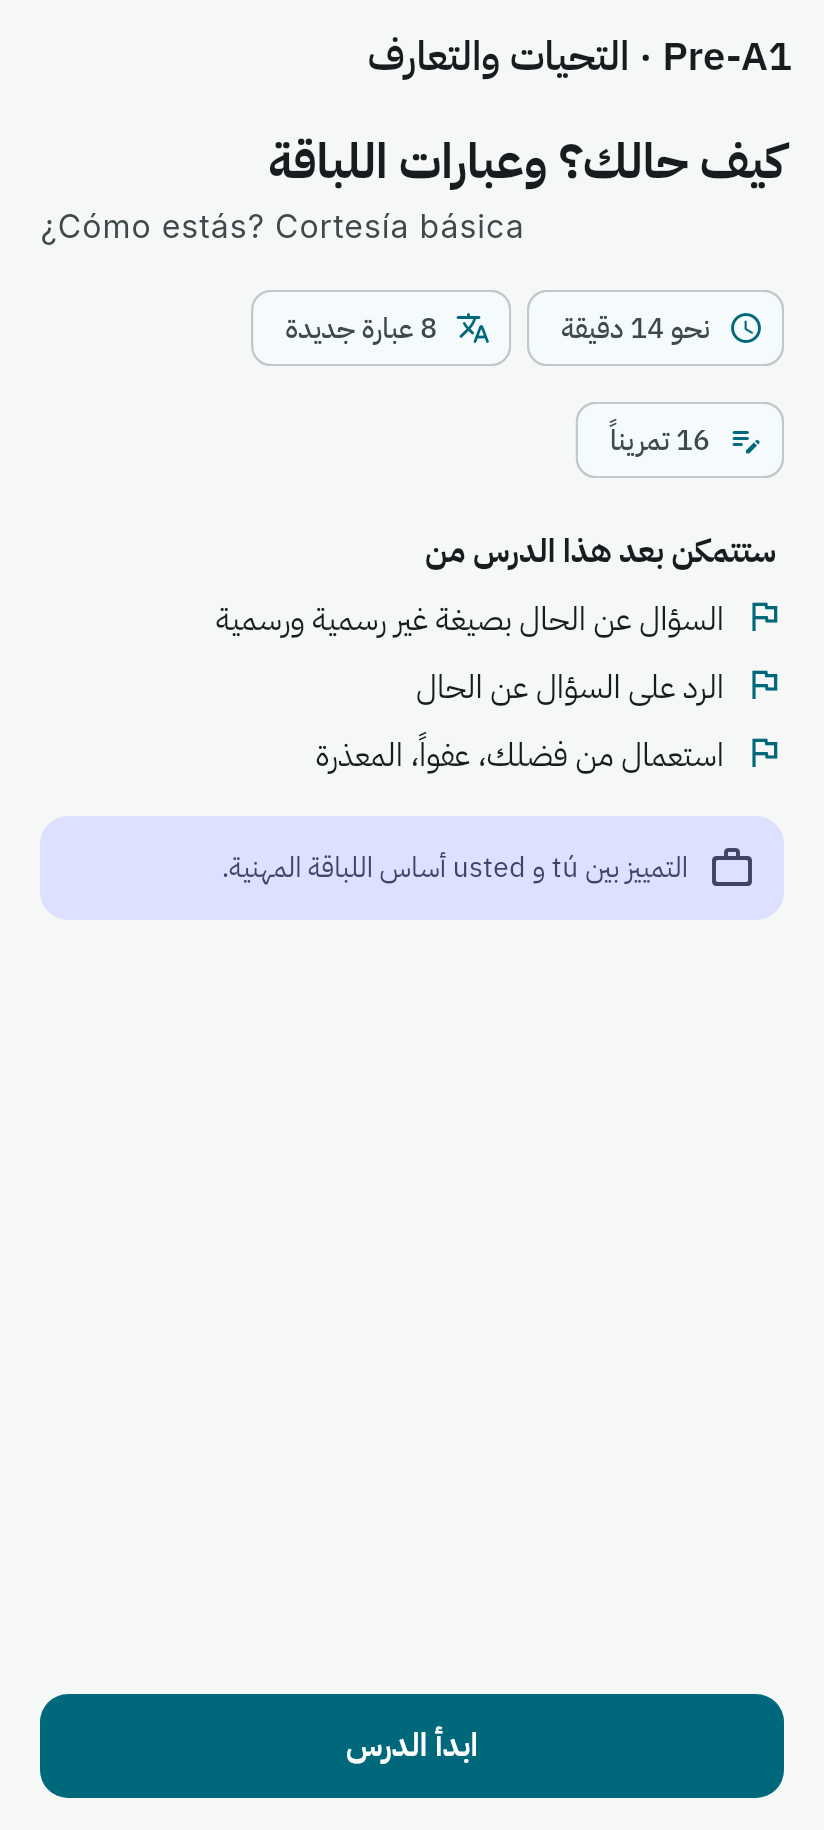 Pre-A1 · التحيات والتعارف
كيف حالك؟ وعبارات اللباقة
¿Cómo estás? Cortesía básica
نحو 14 دقيقة
8 عبارة جديدة
16 تمريناً
ستتمكن بعد هذا الدرس من
السؤال عن الحال بصيغة غير رسمية ورسمية
الرد على السؤال عن الحال
استعمال من فضلك، عفواً، المعذرة
التمييز بين tú و usted أساس اللباقة المهنية.
ابدأ الدرس